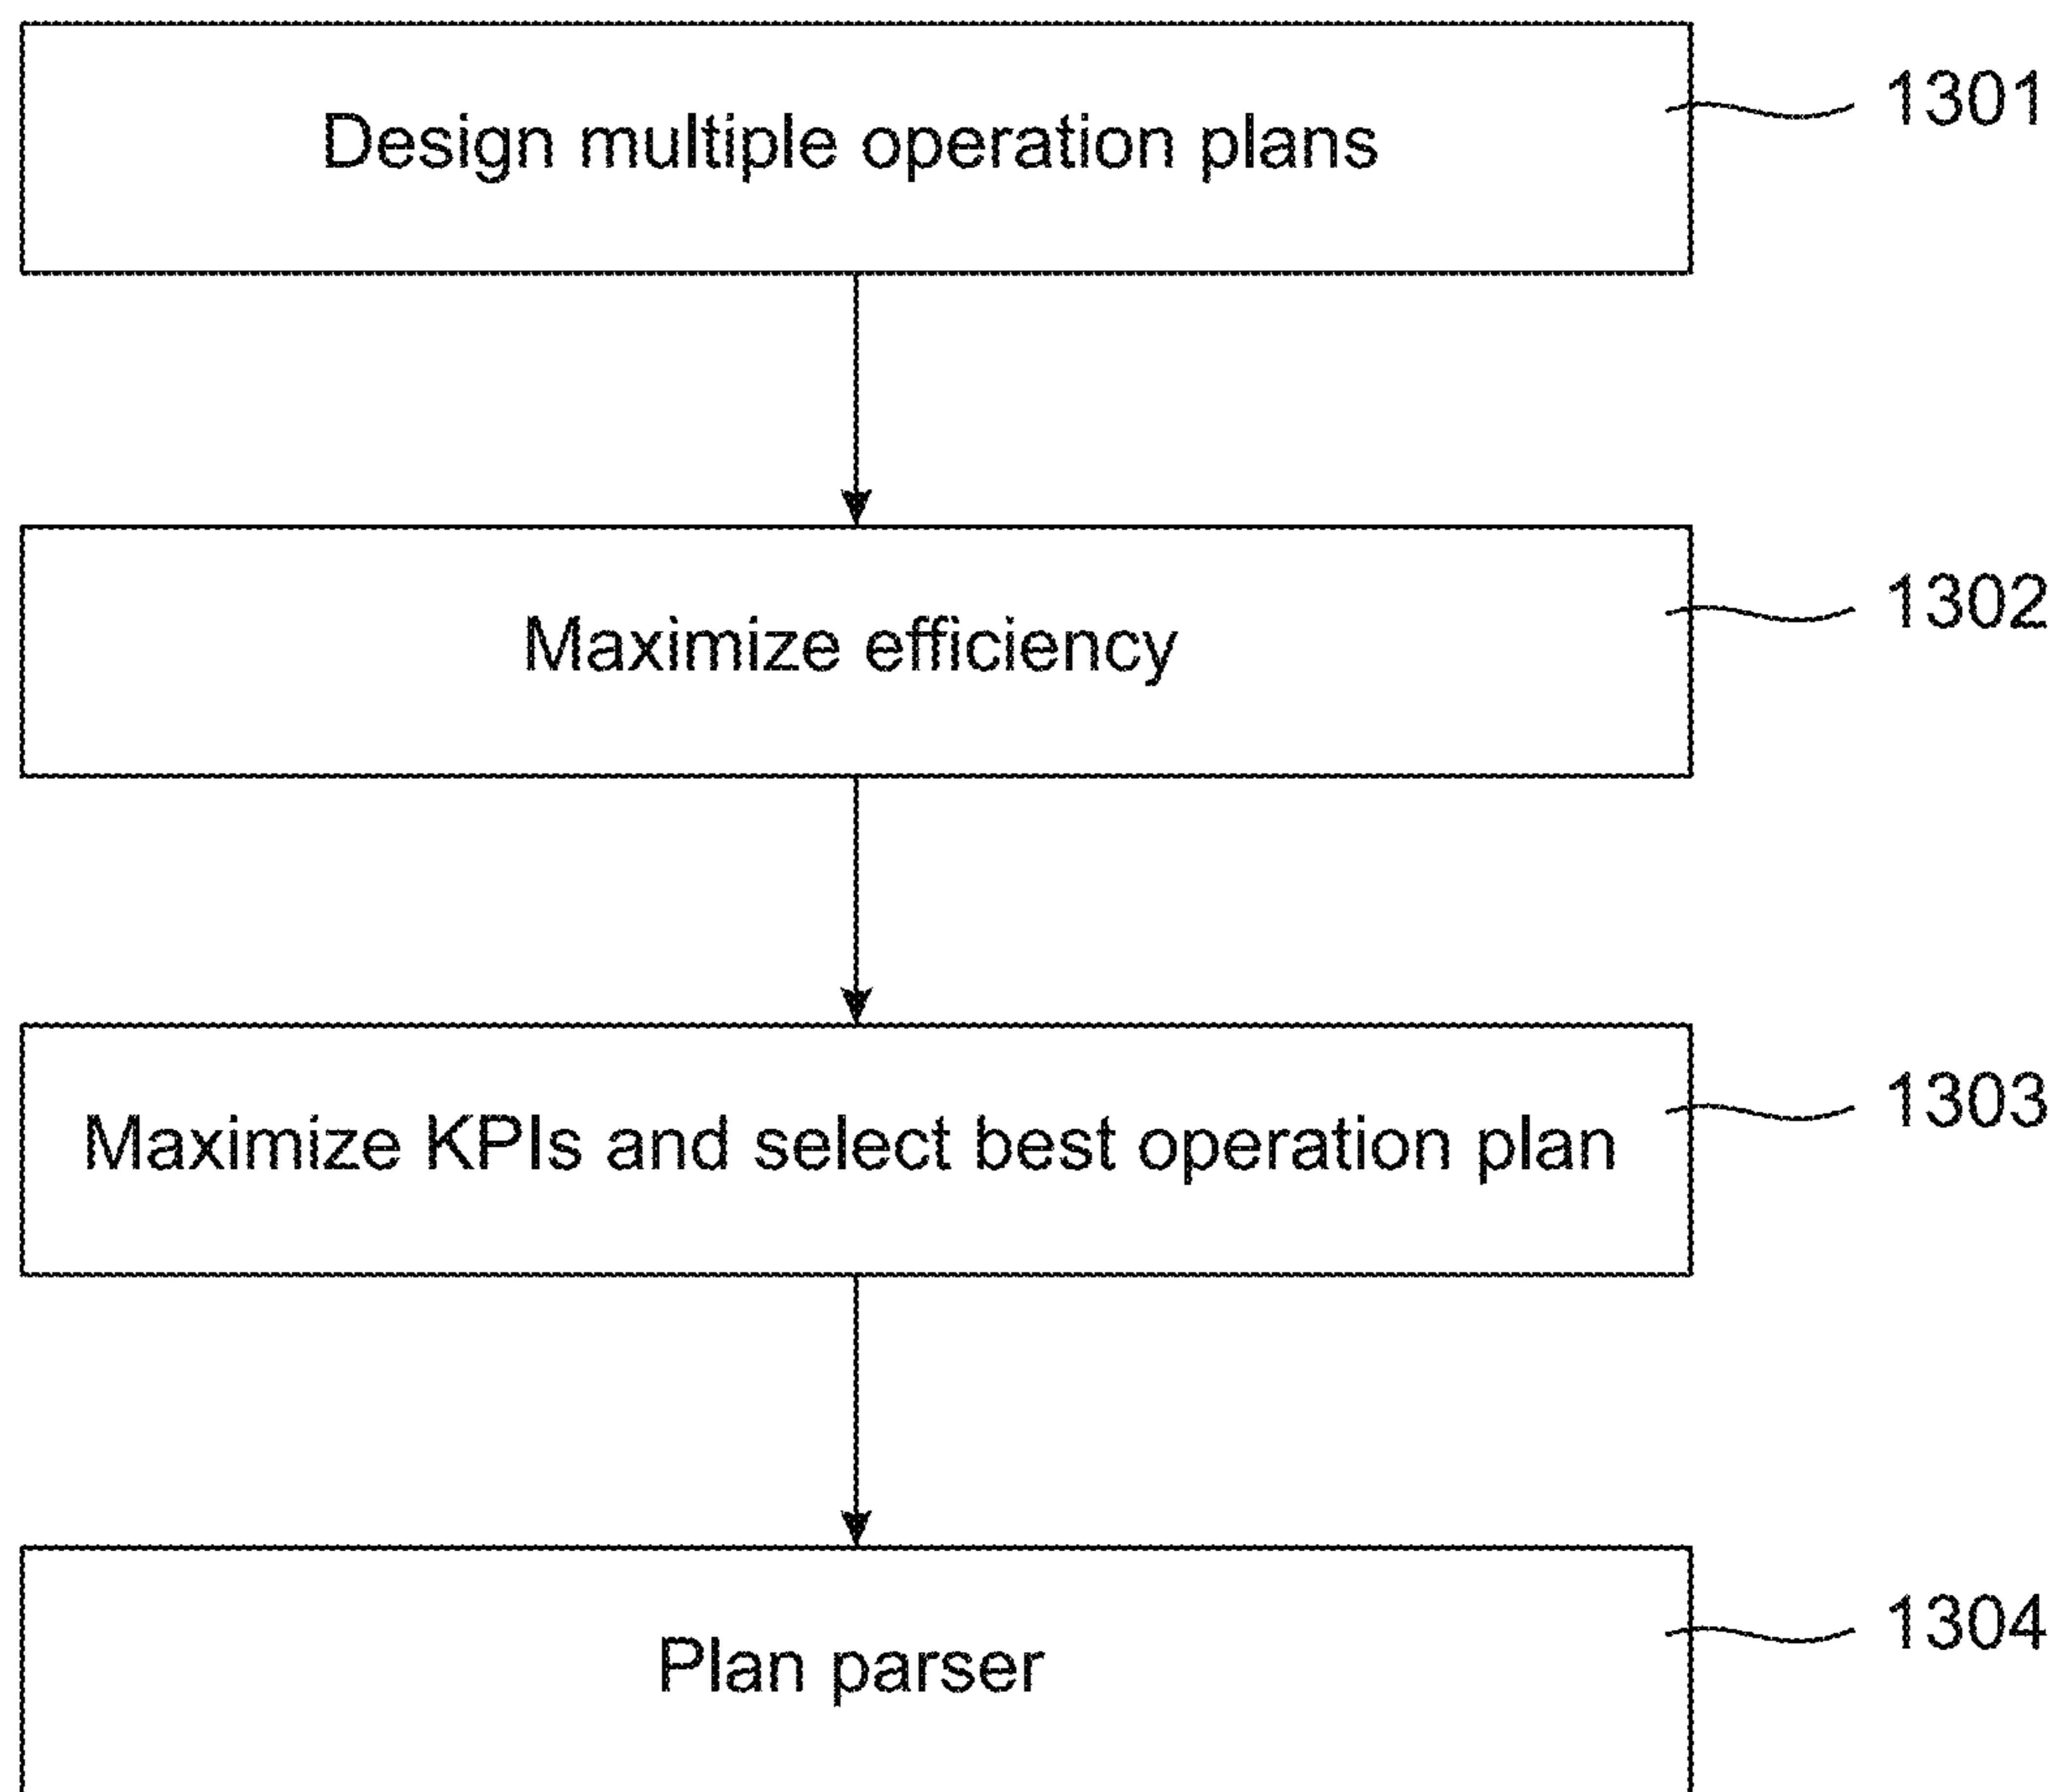 Design multiple operation plans
1301
Maximize efficiency
1302
Maximize KPIs and select best operation plan
1303
Plan parser
1304